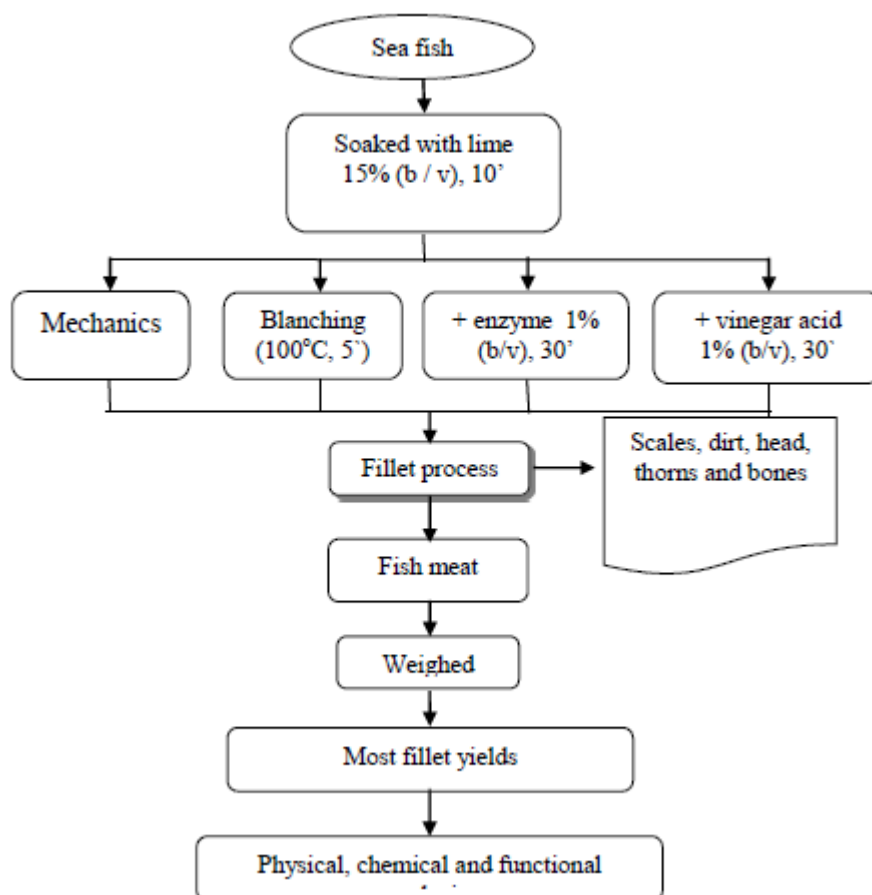 Sea fish
Soaked with lime
15% (b / v), 10’
Mechanics
Blanching
(100°C, 5`)
+ enzyme 1%
(b/v), 30’
+ vinegar acid
1% (b/v), 30`
Fillet process
Scales, dirt, head,
thorns and bones
Fish meat
Weighed
Most fillet yields
Physical, chemical and functional